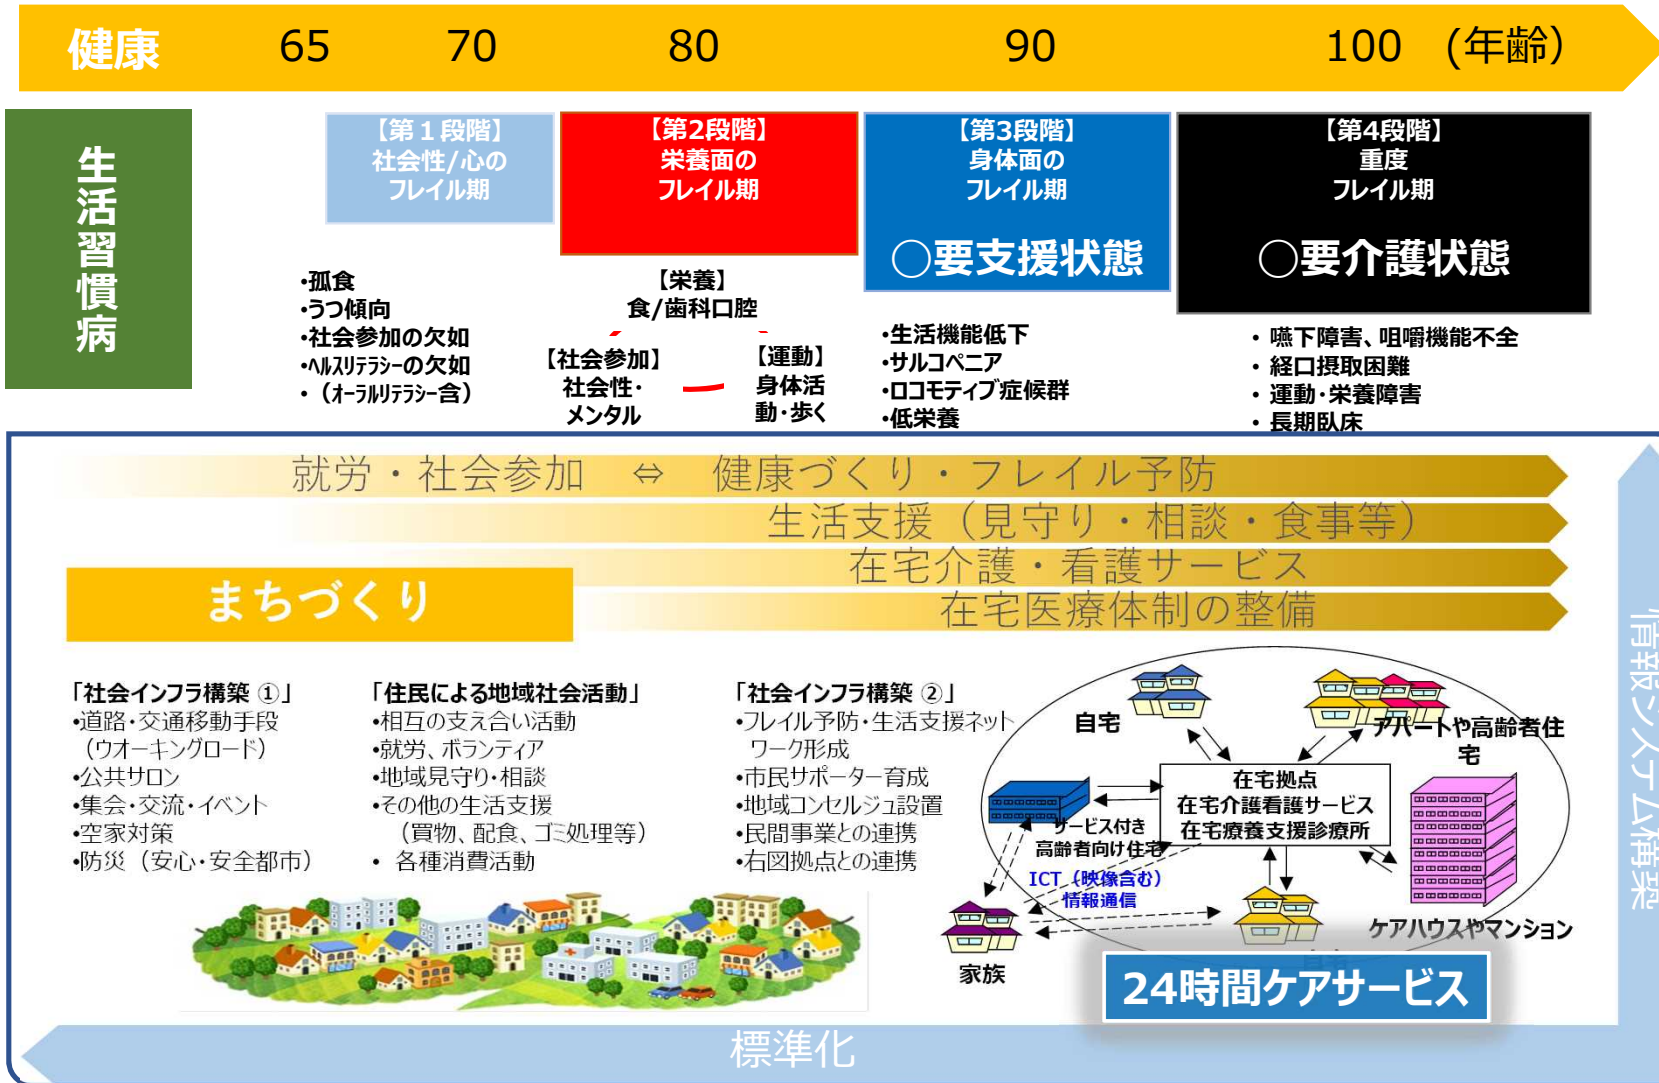 健康 65 70 80 90 100 (年齢)
生活習慣病
【第１段階】
社会性/心の
フレイル期
【第2段階】
栄養面の
フレイル期
【第3段階】
身体面の
フレイル期
○要支援状態
【第4段階】
重度
フレイル期
○要介護状態
・孤食
・うつ傾向
・社会参加の欠如
・ヘルスリテラシーの欠如
・（オーラルリテラシー含）
【栄養】
食/歯科口腔
【社会参加】
社会性・
メンタル
【運動】
身体活
動・歩く
・生活機能低下
・サルコペニア
・ロコモティブ症候群
・低栄養
・ 嚥下障害、咀嚼機能不全
・ 経口摂取困難
・ 運動・栄養障害
・ 長期臥床
就労・社会参加 ⇔ 健康づくり・フレイル予防
生活支援（見守り・相談・食事等）
在宅介護・看護サービス
在宅医療体制の整備
まちづくり
「社会インフラ構築 ①」
・道路・交通移動手段
（ウオーキングロード）
・公共サロン
・集会・交流・イベント
・空家対策
・防災（安心・安全都市）
「住民による地域社会活動」
・相互の支え合い活動
・就労、ボランティア
・地域見守り・相談
・その他の生活支援
（買物、配食、ゴミ処理等）
・ 各種消費活動
「社会インフラ構築 ②」
・フレイル予防・生活支援ネット
ワーク形成
・市民サポーター育成
・地域コンセルジュ設置
・民間事業との連携
・右図拠点との連携
自宅
アパートや高齢者住
宅
在宅拠点
在宅介護看護サービス
在宅療養支援診療所
サービス付き
高齢者向け住宅
ICT（映像含む）
情報通信
家族
ケアハウスやマンション
24時間ケアサービス
情報システム構築
標準化